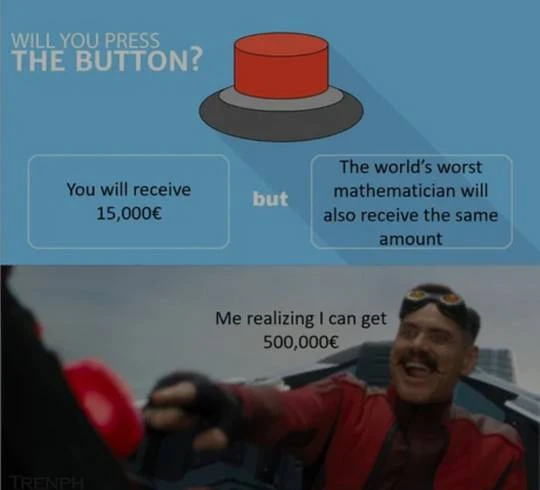 WILL YOU PRESS
THE BUTTON?
You will receive
15,000€
but
The world's worst
mathematician will
also receive the same
amount
Me realizing I can get
500,000€
TRENPH